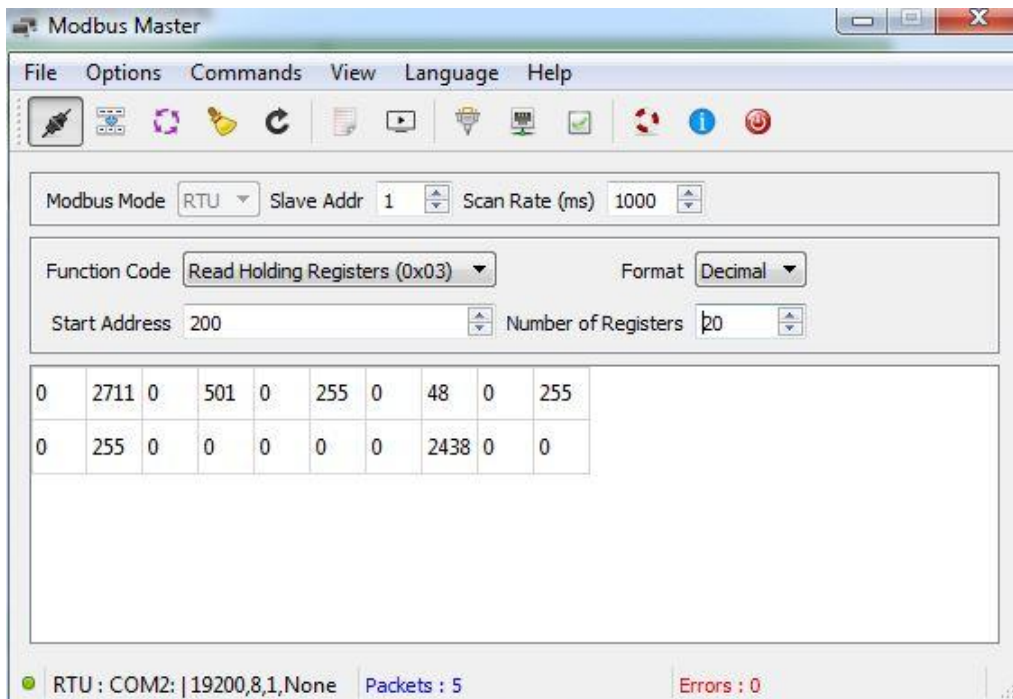 Modbus Master
File Options Commands View Language Help
Modbus Mode RTU Slave Addr 1 Scan Rate (ms) 1000
Function Code Read Holding Registers (0x03) Format Decimal
Start Address 200 Number of Registers 20
0 2711 0 501 0 255 0 48 0 255
0 255 0 0 0 0 0 2438 0 0
RTU : COM2: | 19200,8,1,None Packets : 5 Errors : 0